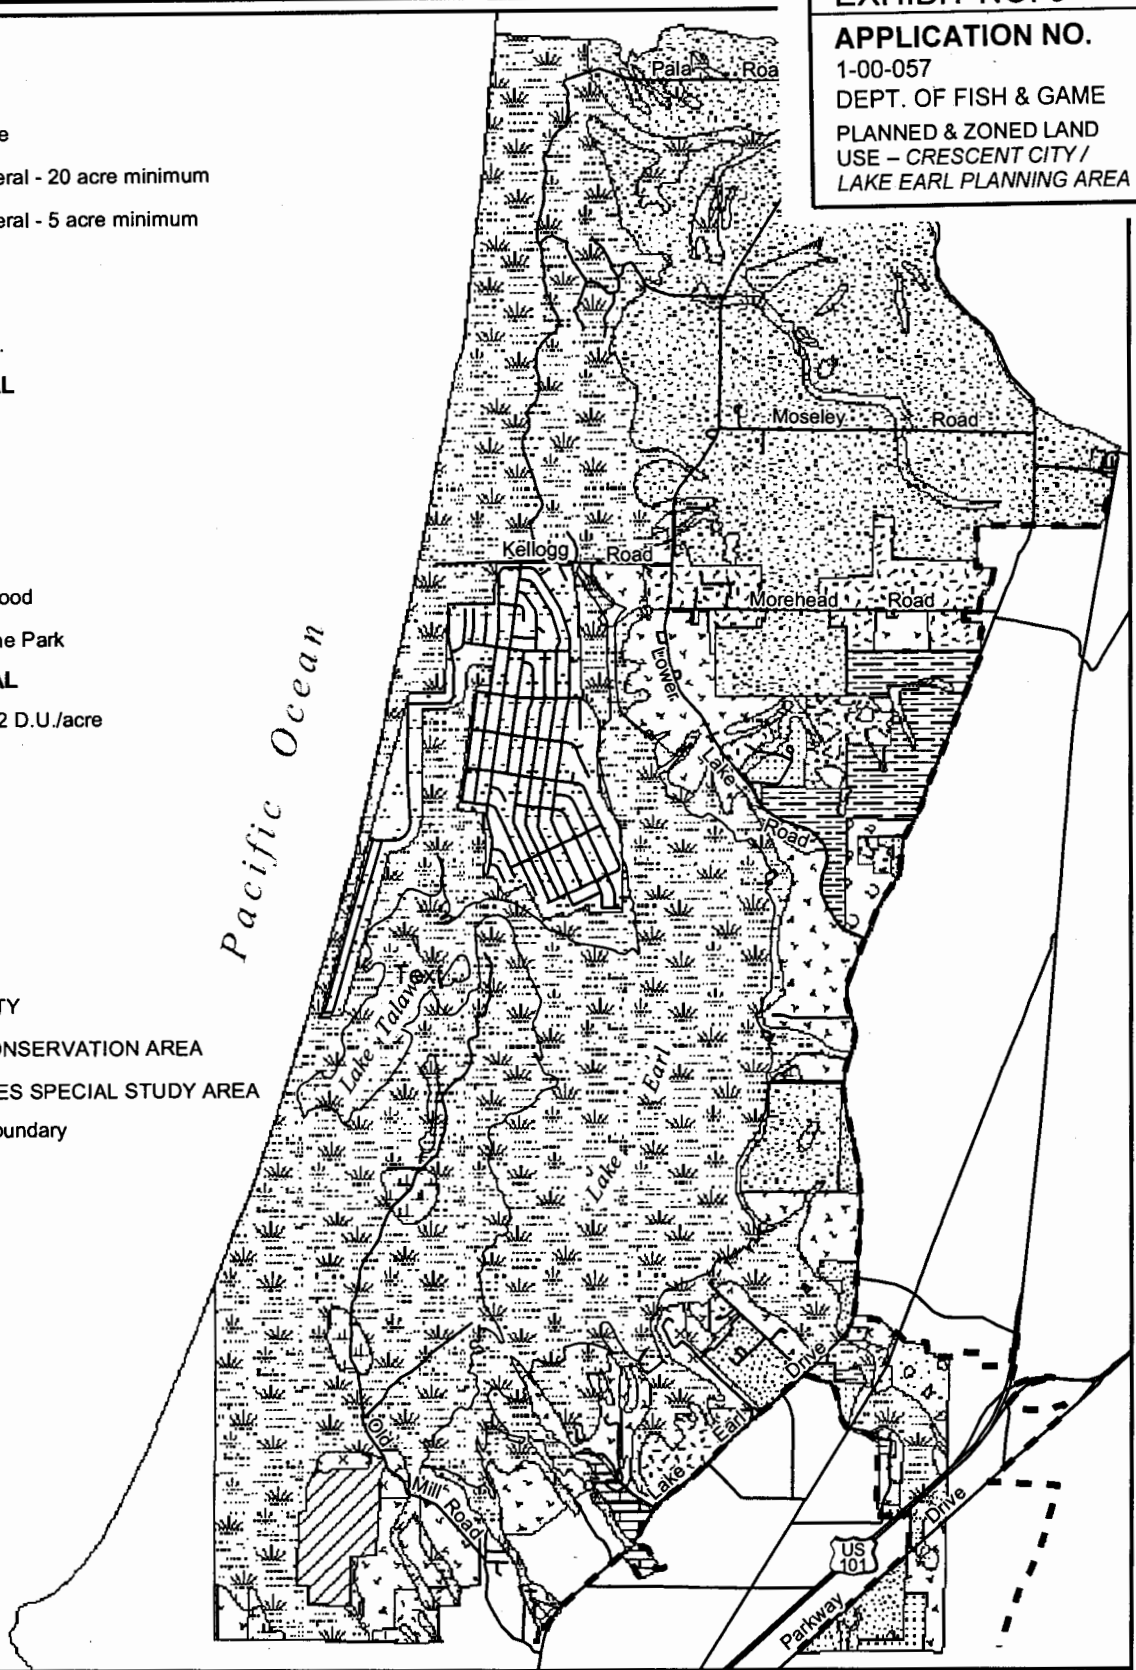 APPLICATION NO.
1-00-057
DEPT. OF FISH & GAME
PLANNED & ZONED LAND
USE – CRESCENT CITY /
LAKE EARL PLANNING AREA
eral - 20 acre minimum
eral - 5 acre minimum
ood
ne Park
AL
2 D.U./acre
TY
ONSERVATION AREA
ES SPECIAL STUDY AREA
oundary
Pala Roa
Moseley Road
Kellogg Road
Morehead Road
Lower
Lake
Road
Pacific Ocean
Text
Lake Talawa
Lake Earl
Lake Earl Drive
Old
Mill Road
US
101
Parkway Drive